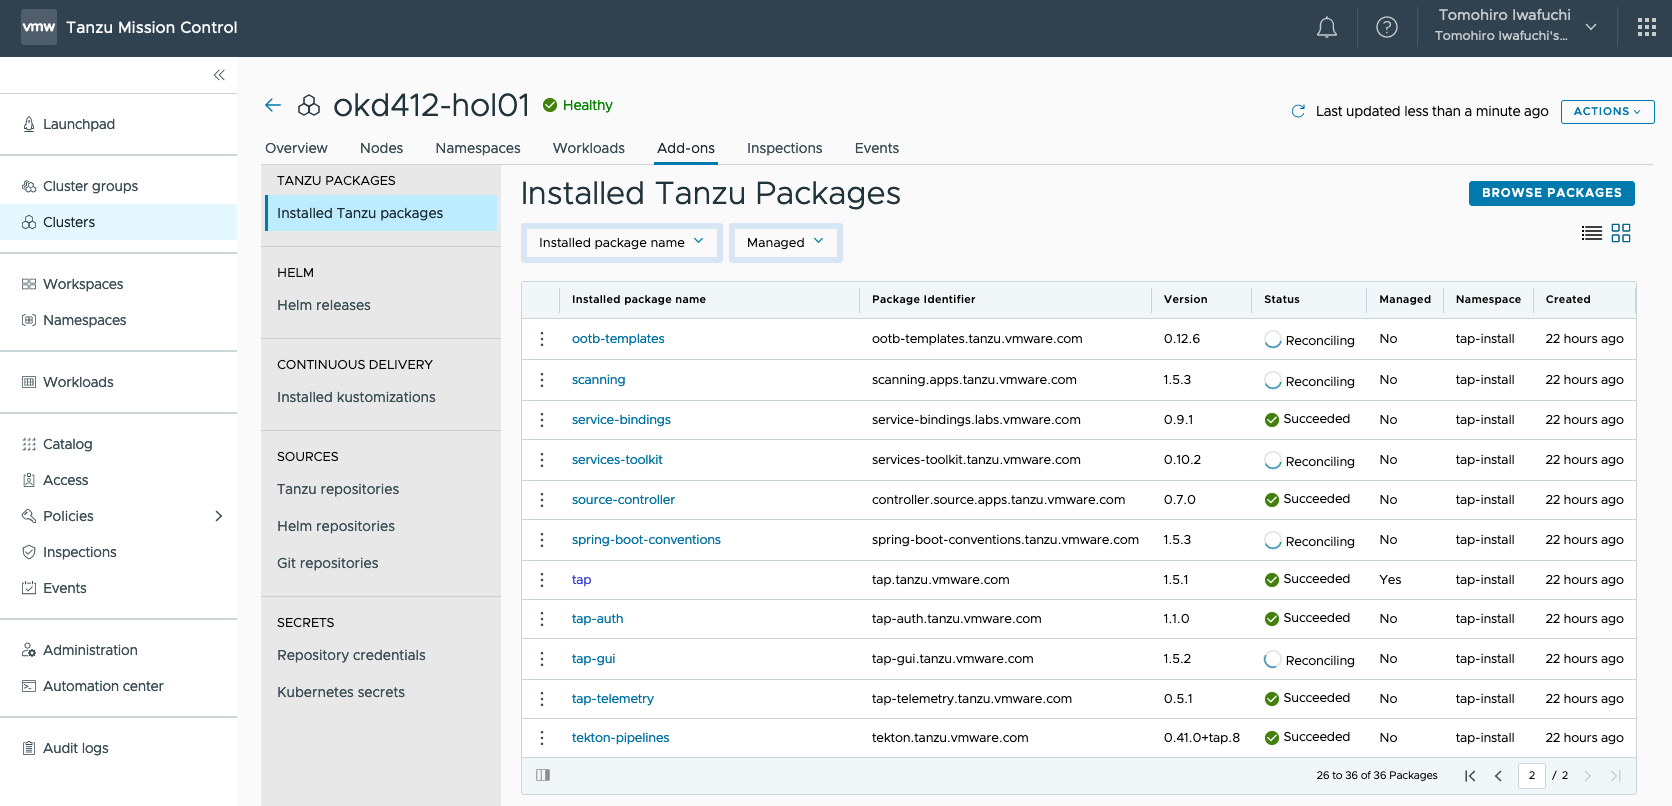 vmw Tanzu Mission Control
Tomohiro Iwafuchi
Tomohiro Iwafuchi's...
Launchpad
Cluster groups
Clusters
Workspaces
Namespaces
Workloads
Catalog
Access
Policies
Inspections
Events
Administration
Automation center
Audit logs
okd412-hol01 Healthy
Last updated less than a minute ago ACTIONS
Overview Nodes Namespaces Workloads Add-ons Inspections Events
TANZU PACKAGES
Installed Tanzu packages
HELM
Helm releases
CONTINUOUS DELIVERY
Installed kustomizations
SOURCES
Tanzu repositories
Helm repositories
Git repositories
SECRETS
Repository credentials
Kubernetes secrets
Installed Tanzu Packages
BROWSE PACKAGES
Installed package name Managed
Installed package name Package Identifier Version Status Managed Namespace Created
ootb-templates ootb-templates.tanzu.vmware.com 0.12.6 Reconciling No tap-install 22 hours ago
scanning scanning.apps.tanzu.vmware.com 1.5.3 Reconciling No tap-install 22 hours ago
service-bindings service-bindings.labs.vmware.com 0.9.1 Succeeded No tap-install 22 hours ago
services-toolkit services-toolkit.tanzu.vmware.com 0.10.2 Reconciling No tap-install 22 hours ago
source-controller controller.source.apps.tanzu.vmware.com 0.7.0 Succeeded No tap-install 22 hours ago
spring-boot-conventions spring-boot-conventions.tanzu.vmware.com 1.5.3 Reconciling No tap-install 22 hours ago
tap tap.tanzu.vmware.com 1.5.1 Succeeded Yes tap-install 22 hours ago
tap-auth tap-auth.tanzu.vmware.com 1.1.0 Succeeded No tap-install 22 hours ago
tap-gui tap-gui.tanzu.vmware.com 1.5.2 Reconciling No tap-install 22 hours ago
tap-telemetry tap-telemetry.tanzu.vmware.com 0.5.1 Succeeded No tap-install 22 hours ago
tekton-pipelines tekton.tanzu.vmware.com 0.41.0+tap.8 Succeeded No tap-install 22 hours ago
26 to 36 of 36 Packages 2 / 2